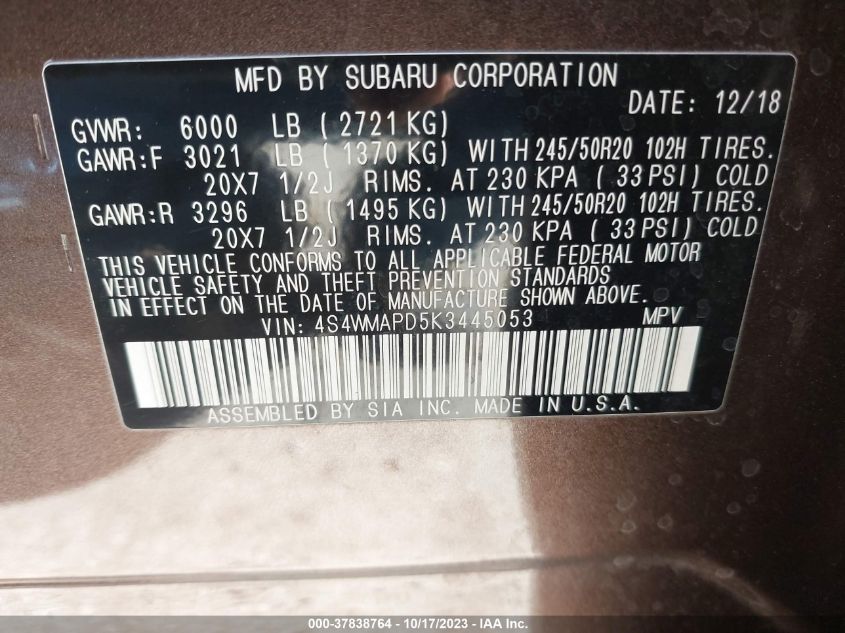 MFD BY SUBARU CORPORATION
DATE: 12/18
GVWR: 6000 LB ( 2721 KG)
GAWR:F 3021 LB ( 1370 KG) WITH 245/50R20 102H TIRES.
20X7 1/2J RIMS. AT 230 KPA ( 33 PSI) COLD
GAWR:R 3296 LB ( 1495 KG) WITH 245/50R20 102H TIRES.
20X7 1/2J RIMS. AT 230 KPA ( 33 PSI) COLD
THIS VEHICLE CONFORMS TO ALL APPLICABLE FEDERAL MOTOR
VEHICLE SAFETY AND THEFT PREVENTION STANDARDS
IN EFFECT ON THE DATE OF MANUFACTURE SHOWN ABOVE.
VIN: 4S4WMAPD5K3445053 MPV
ASSEMBLED BY SIA INC. MADE IN U.S.A.
000-37838764 - 10/17/2023 - IAA Inc.